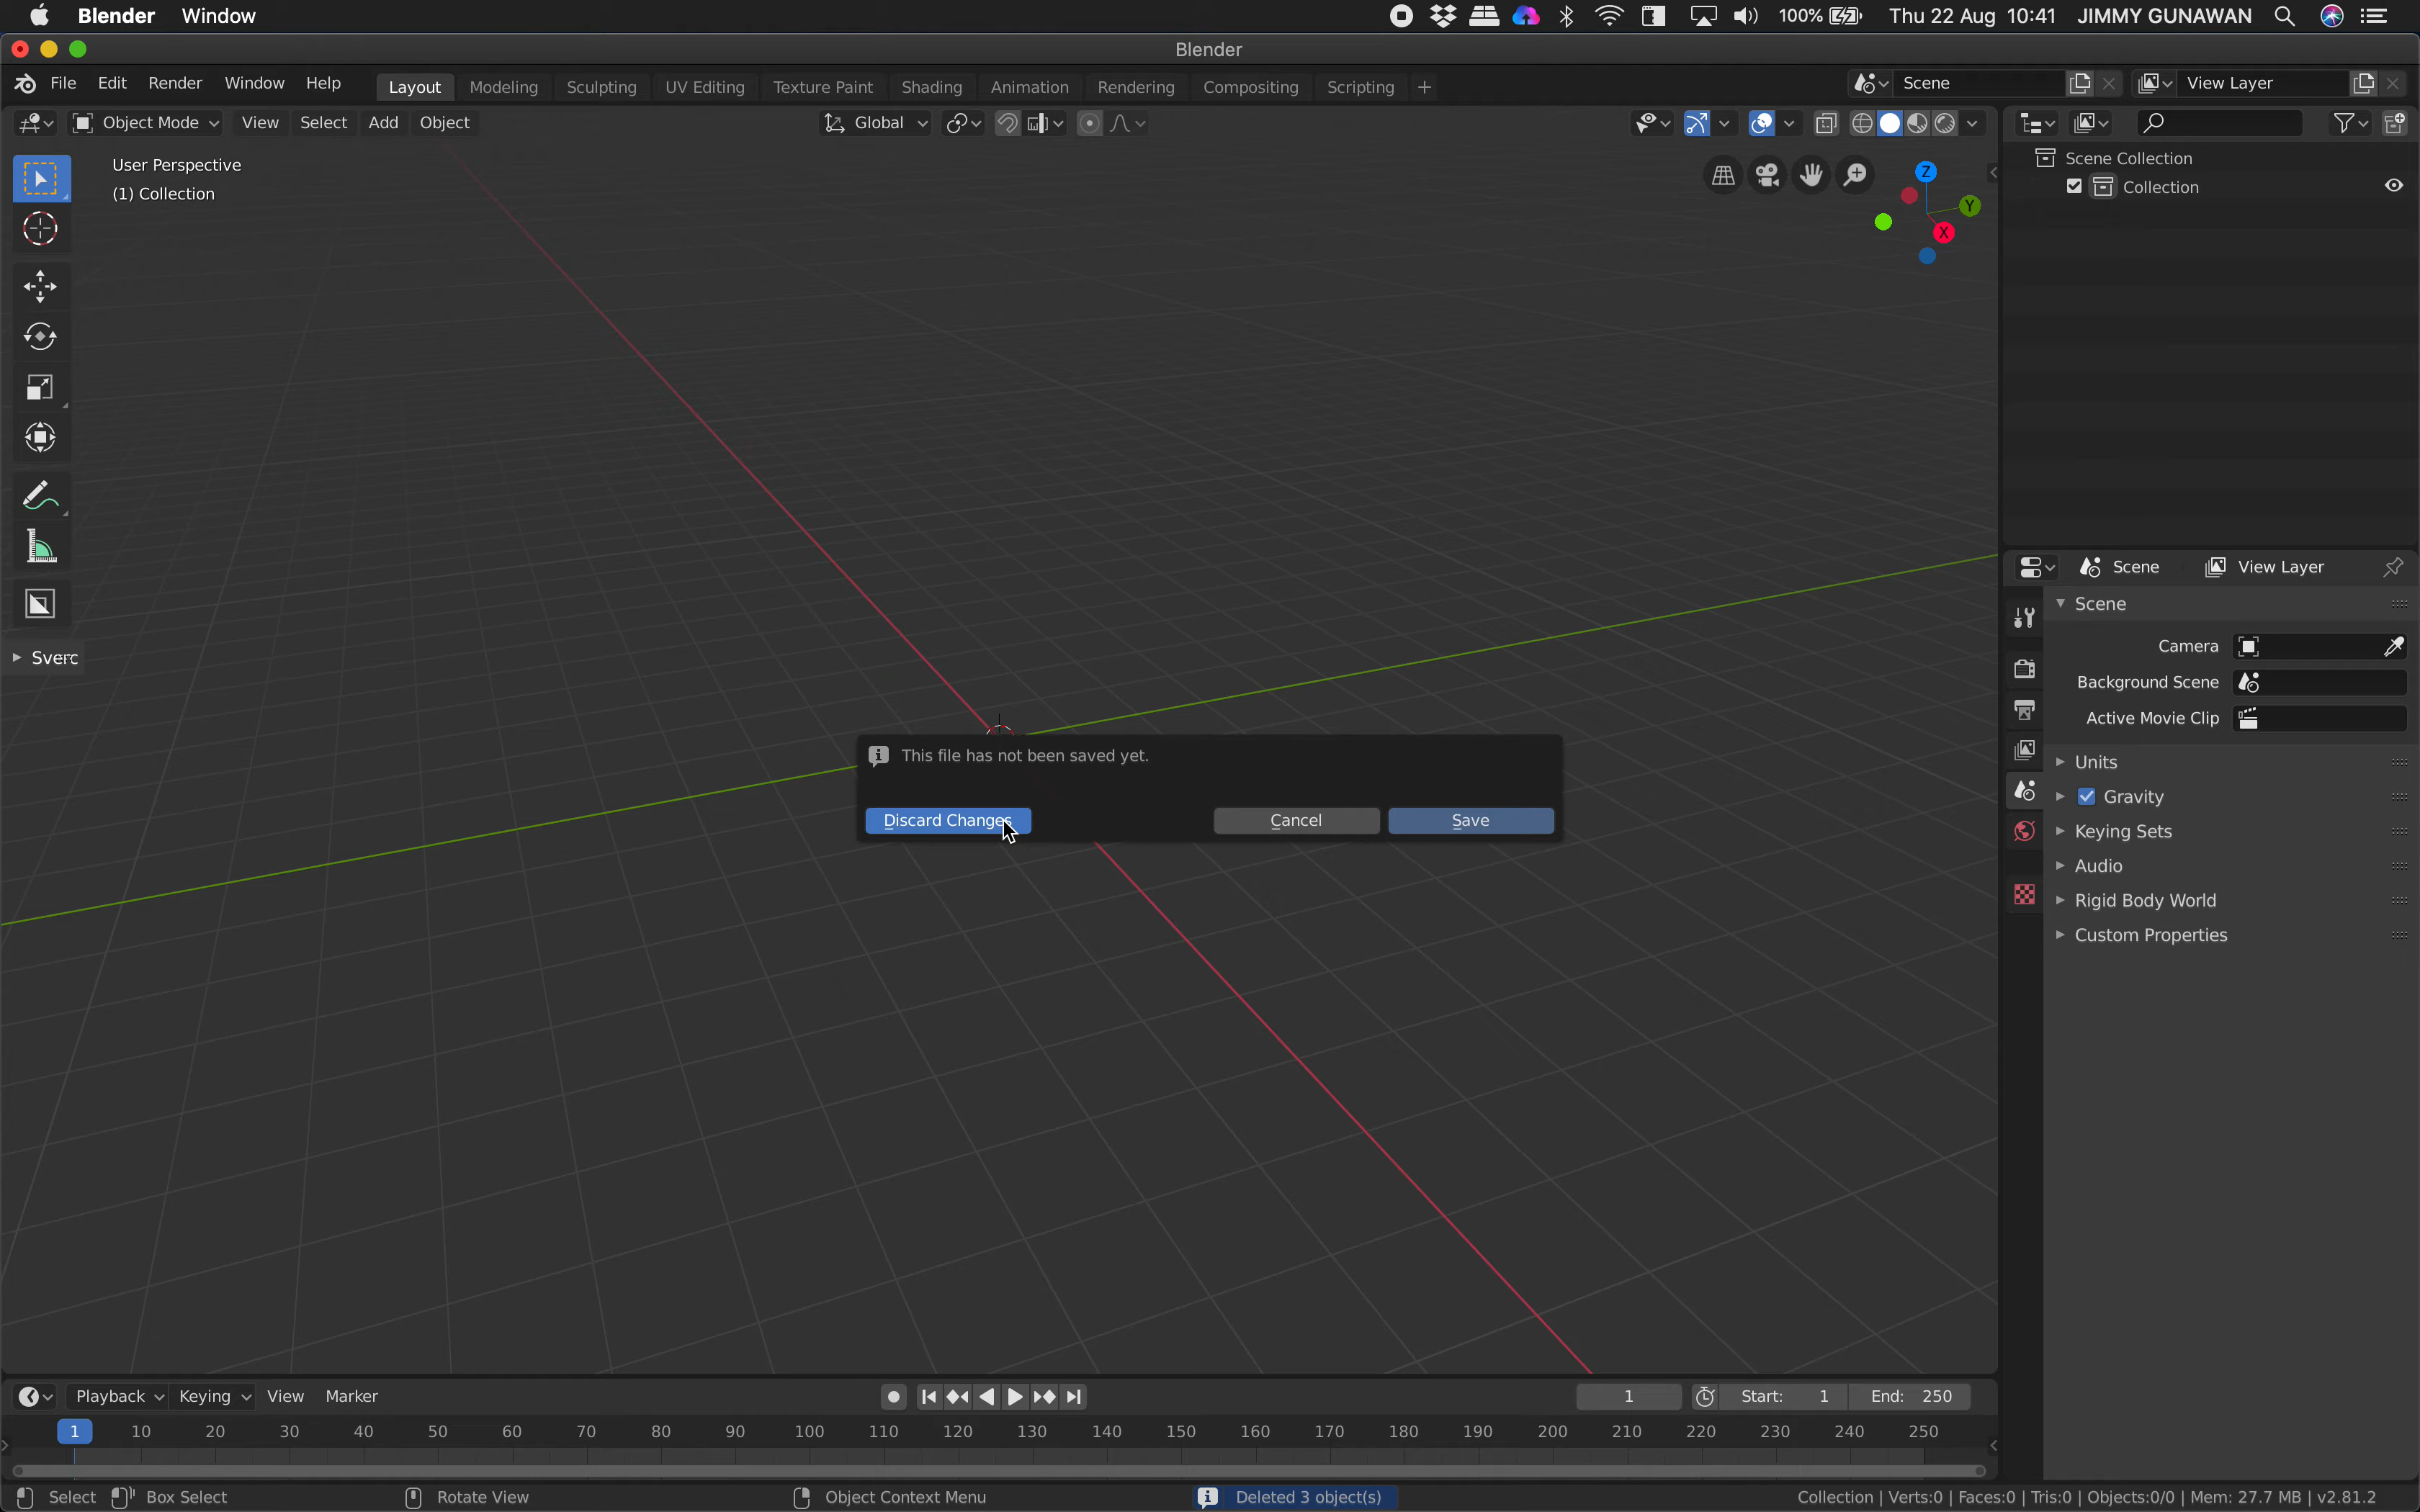 Blender Window 100% Thu 22 Aug 10:41 JIMMY GUNAWAN
Blender
File Edit Render Window Help Layout Modeling Sculpting UV Editing Texture Paint Shading Animation Rendering Compositing Scripting + Scene View Layer
Object Mode View Select Add Object Global
User Perspective
(1) Collection
Z
Y
X
Scene Collection
Collection
Scene View Layer
Scene
Camera
Background Scene
Active Movie Clip
Units
Gravity
Keying Sets
Audio
Rigid Body World
Custom Properties
Sverc
This file has not been saved yet.
Discard Changes Cancel Save
Playback Keying View Marker 1 Start: 1 End: 250
1 10 20 30 40 50 60 70 80 90 100 110 120 130 140 150 160 170 180 190 200 210 220 230 240 250
Select Box Select Rotate View Object Context Menu Deleted 3 object(s) Collection | Verts:0 | Faces:0 | Tris:0 | Objects:0/0 | Mem: 27.7 MB | v2.81.2